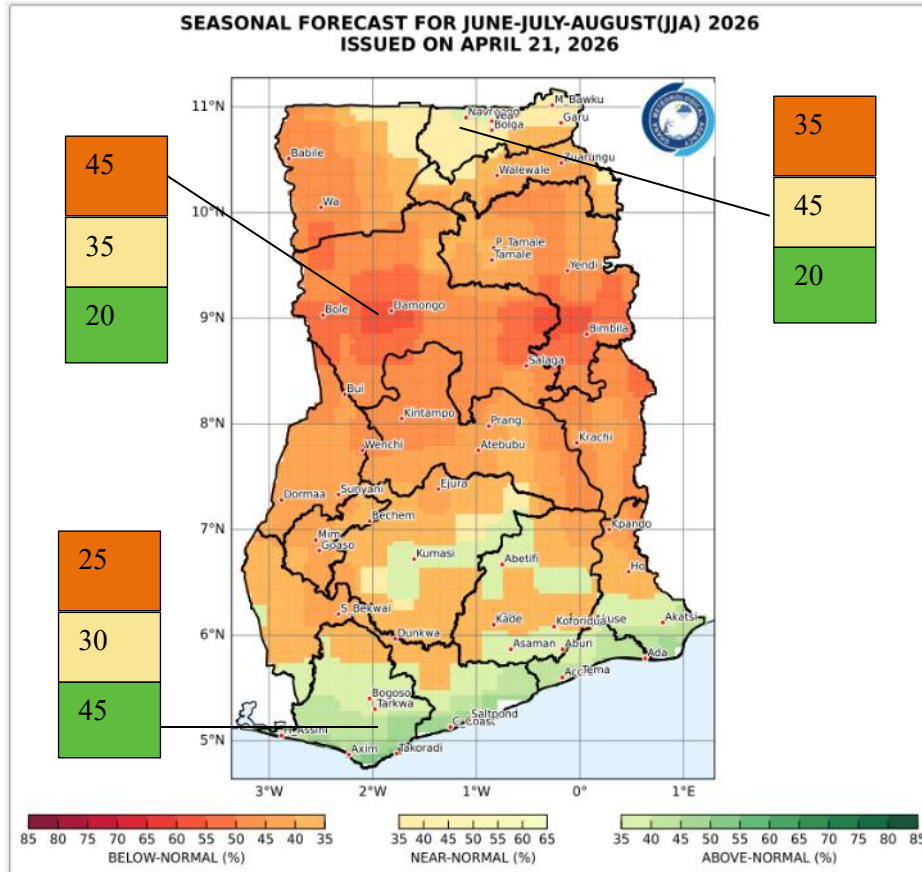 SEASONAL FORECAST FOR JUNE-JULY-AUGUST(JJA) 2026
ISSUED ON APRIL 21, 2026
45
35
20
35
45
20
25
30
45
11°N
10°N
9°N
8°N
7°N
6°N
5°N
M_Bawku
Navrongo
Vea
Bolga
Garu
Babile
Zuarungu
Walewale
Wa
P_Tamale
Tamale
Yendi
Bole
Damongo
Bimbila
Salaga
Bui
Kintampo
Prang
Krachi
Wenchi
Atebubu
Ejura
Sunyani
Dormaa
Bechem
Kpando
Mim
Goaso
Kumasi
Abetifi
Ho
S_Bekwai
Kade
Koforidua
Akatsi
Dunkwa
Asaman
Aburi
Ada
Tema
Bogoso
Tarkwa
Saltpond
Axim
Takoradi
3°W
2°W
1°W
0°
1°E
85 80 75 70 65 60 55 50 45 40 35
BELOW-NORMAL (%)
35 40 45 50 55 60 65
NEAR-NORMAL (%)
35 40 45 50 55 60 65 70 75 80 85
ABOVE-NORMAL (%)